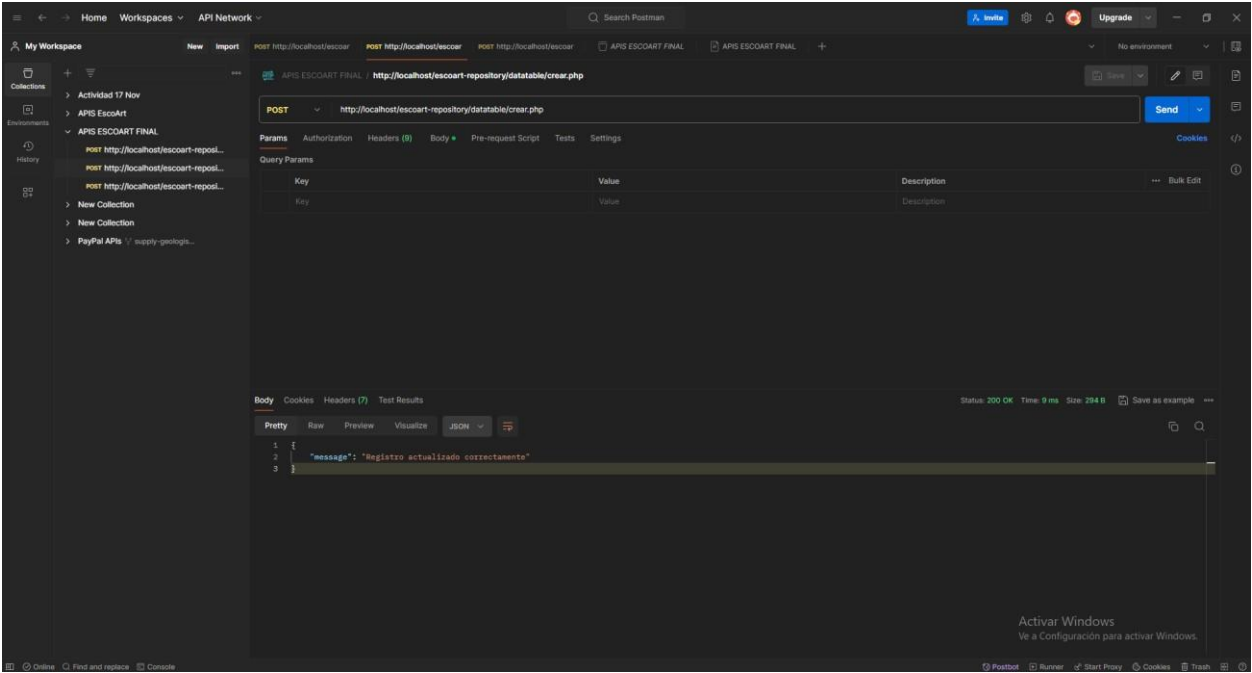 Home Workspaces API Network Search Postman Invite Upgrade
My Workspace New Import POST http://localhost/escoar POST http://localhost/escoar POST http://localhost/escoar APIS ESCOART FINAL APIS ESCOART FINAL + No environment
Collections
Environments
History
Actividad 17 Nov
APIS EscoArt
APIS ESCOART FINAL
POST http://localhost/escoart-reposi...
POST http://localhost/escoart-reposi...
POST http://localhost/escoart-reposi...
New Collection
New Collection
PayPal APIs supply-geologis...
APIS ESCOART FINAL / http://localhost/escoart-repository/datatable/crear.php Save
POST http://localhost/escoart-repository/datatable/crear.php Send
Params Authorization Headers (9) Body Pre-request Script Tests Settings Cookies
Query Params
Key Value Description Bulk Edit
Key Value Description
Body Cookies Headers (7) Test Results Status: 200 OK Time: 9 ms Size: 294 B Save as example
Pretty Raw Preview Visualize JSON
1 {
2 "message": "Registro actualizado correctamente"
3 }
Activar Windows
Ve a Configuración para activar Windows.
Online Find and replace Console Postbot Runner Start Proxy Cookies Trash